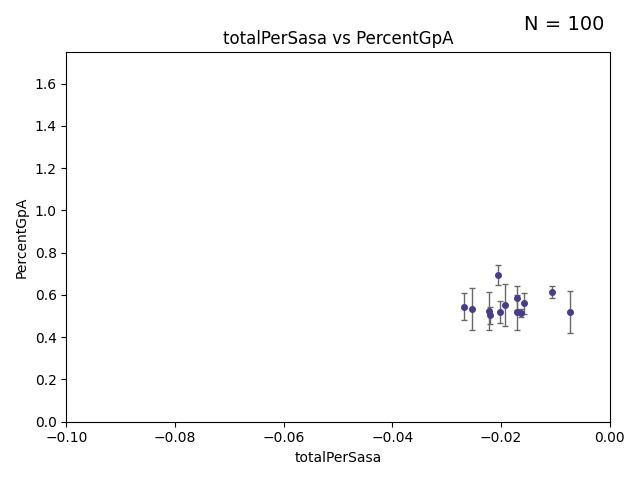 N = 100
totalPerSasa vs PercentGpA
PercentGpA
1.6
1.4
1.2
1.0
0.8
0.6
0.4
0.2
0.0
−0.10 −0.08 −0.06 −0.04 −0.02 0.00
totalPerSasa